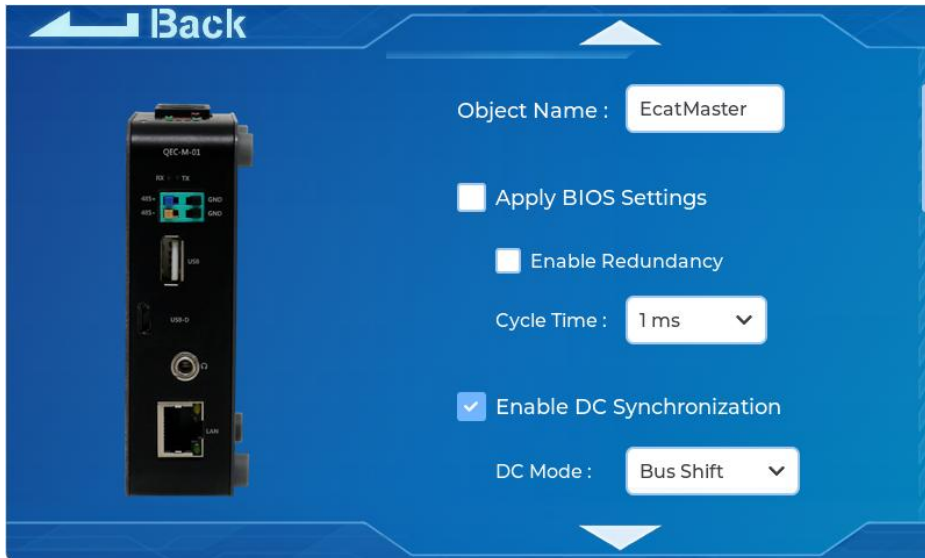 Back
Object Name :
EcatMaster
Apply BIOS Settings
Enable Redundancy
Cycle Time :
1 ms
Enable DC Synchronization
DC Mode :
Bus Shift
QEC-M-01
RX TX
485+ GND
485- GND
USB
USB-D
LAN